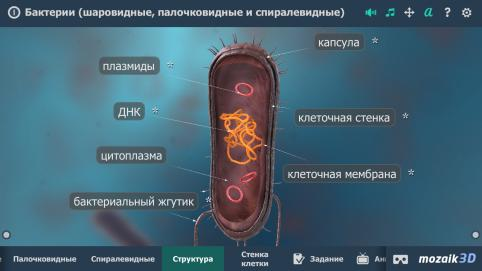 Бактерии (шаровидные, палочковидные и спиралевидные)
капсула *
плазмиды *
ДНК *
клеточная стенка *
цитоплазма
клеточная мембрана *
бактериальный жгутик *
Палочковидные Спиралевидные Структура Стенка клетки Задание mozaik3D